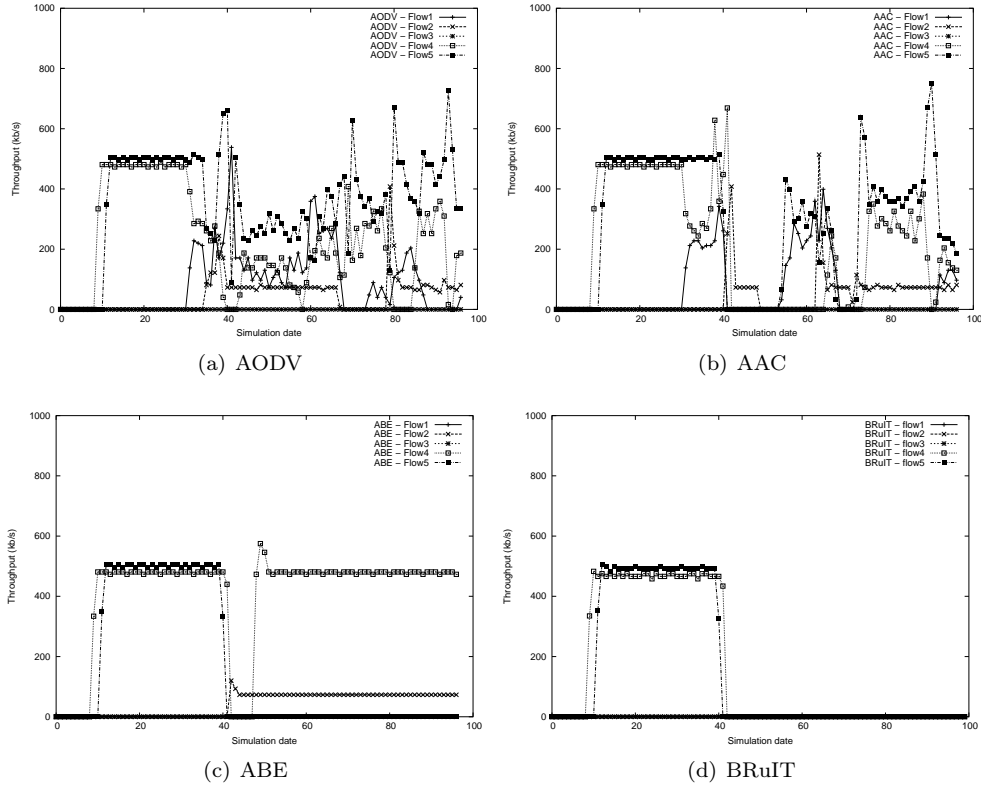 1000
800
600
400
200
0
Throughput (kb/s)
0 20 40 60 80 100
Simulation date
AODV - Flow1
AODV - Flow2
AODV - Flow3
AODV - Flow4
AODV - Flow5
(a) AODV
1000
800
600
400
200
0
Throughput (kb/s)
0 20 40 60 80 100
Simulation date
AAC - Flow1
AAC - Flow2
AAC - Flow3
AAC - Flow4
AAC - Flow5
(b) AAC
1000
800
600
400
200
0
Throughput (kb/s)
0 20 40 60 80 100
Simulation date
ABE - Flow1
ABE - Flow2
ABE - Flow3
ABE - Flow4
ABE - Flow5
(c) ABE
1000
800
600
400
200
0
Throughput (kb/s)
0 20 40 60 80 100
Simulation date
BRuIT - flow1
BRuIT - flow2
BRuIT - flow3
BRuIT - flow4
BRuIT - flow5
(d) BRuIT